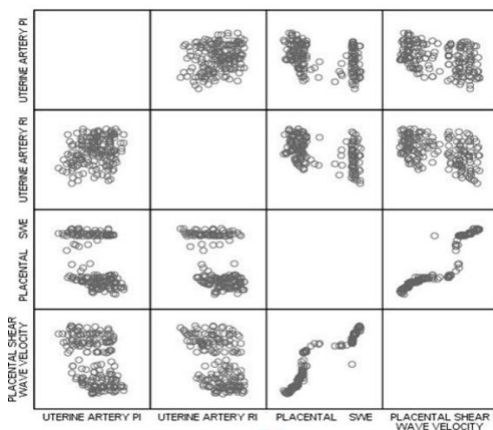 UTERINE ARTERY PI
UTERINE ARTERY RI
PLACENTAL SWE
PLACENTAL SHEAR
WAVE VELOCITY
UTERINE ARTERY PI
UTERINE ARTERY RI
PLACENTAL SWE
PLACENTAL SHEAR
WAVE VELOCITY